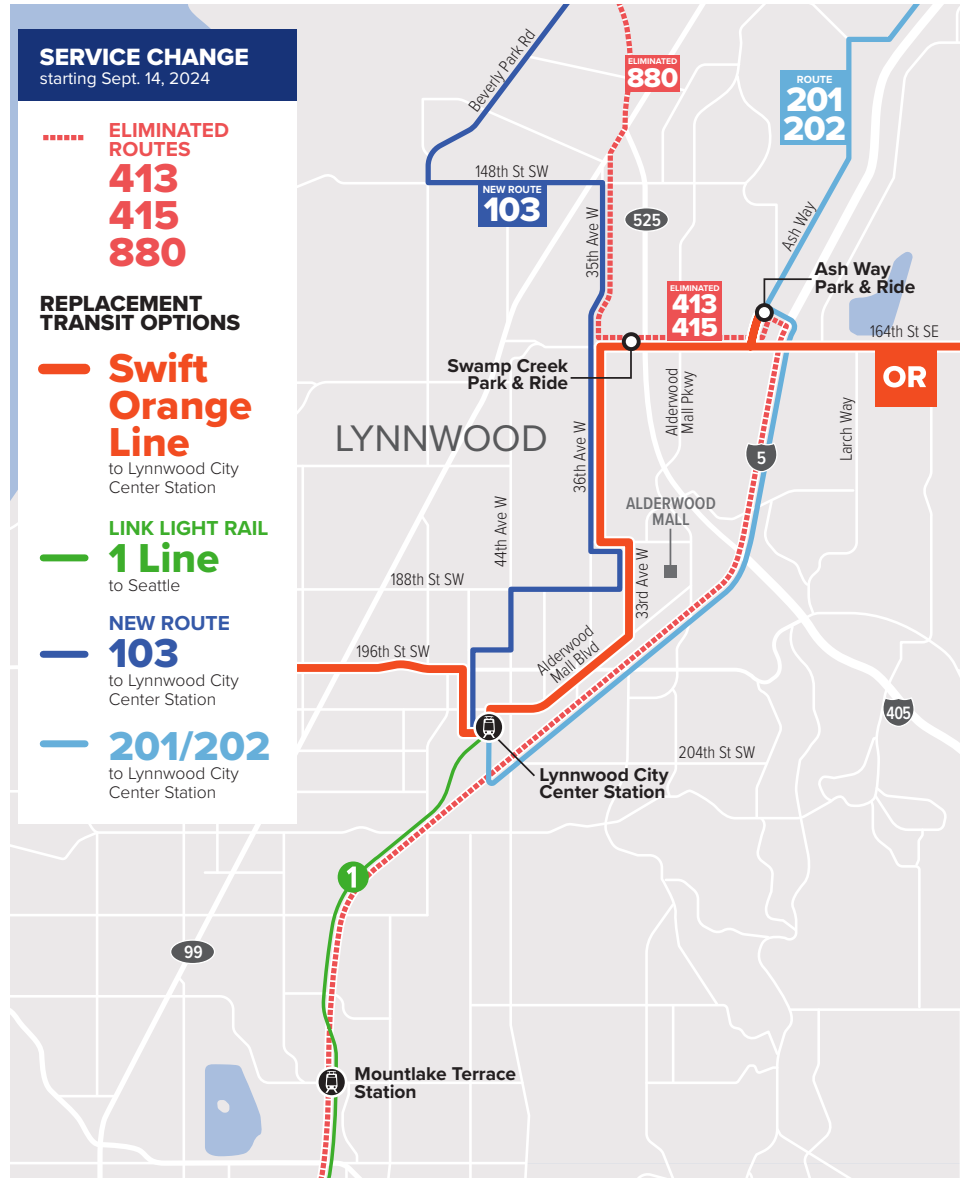 SERVICE CHANGE
starting Sept. 14, 2024
ELIMINATED
ROUTES
413
415
880
REPLACEMENT
TRANSIT OPTIONS
Swift
Orange
Line
to Lynnwood City
Center Station
LINK LIGHT RAIL
1 Line
to Seattle
NEW ROUTE
103
to Lynnwood City
Center Station
201/202
to Lynnwood City
Center Station
Beverly Park Rd
ELIMINATED
880
ROUTE
201
202
148th St SW
NEW ROUTE
103
35th Ave W
525
Ash Way
Ash Way
Park & Ride
ELIMINATED
413
415
164th St SE
OR
Swamp Creek
Park & Ride
Alderwood
Mall Pkwy
Larch Way
LYNNWOOD
36th Ave W
5
44th Ave W
ALDERWOOD
MALL
188th St SW
33rd Ave W
196th St SW
Alderwood
Mall Blvd
405
204th St SW
Lynnwood City
Center Station
1
99
Mountlake Terrace
Station